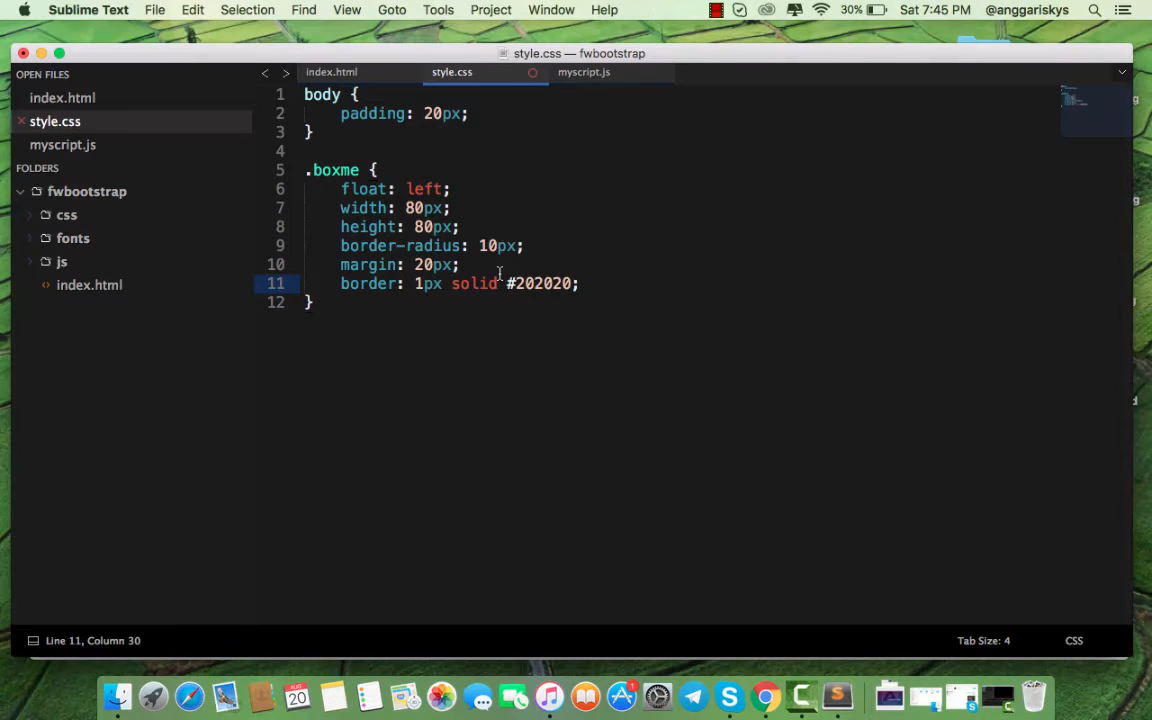 Sublime Text File Edit Selection Find View Goto Tools Project Window Help 30% Sat 7:45 PM @anggariskys
style.css — fwbootstrap
OPEN FILES
index.html
style.css
myscript.js
FOLDERS
fwbootstrap
css
fonts
js
index.html
index.html style.css myscript.js
1 body {
2 padding: 20px;
3 }
4
5 .boxme {
6 float: left;
7 width: 80px;
8 height: 80px;
9 border-radius: 10px;
10 margin: 20px;
11 border: 1px solid #202020;
12 }
Line 11, Column 30 Tab Size: 4 CSS
AUG
20
1